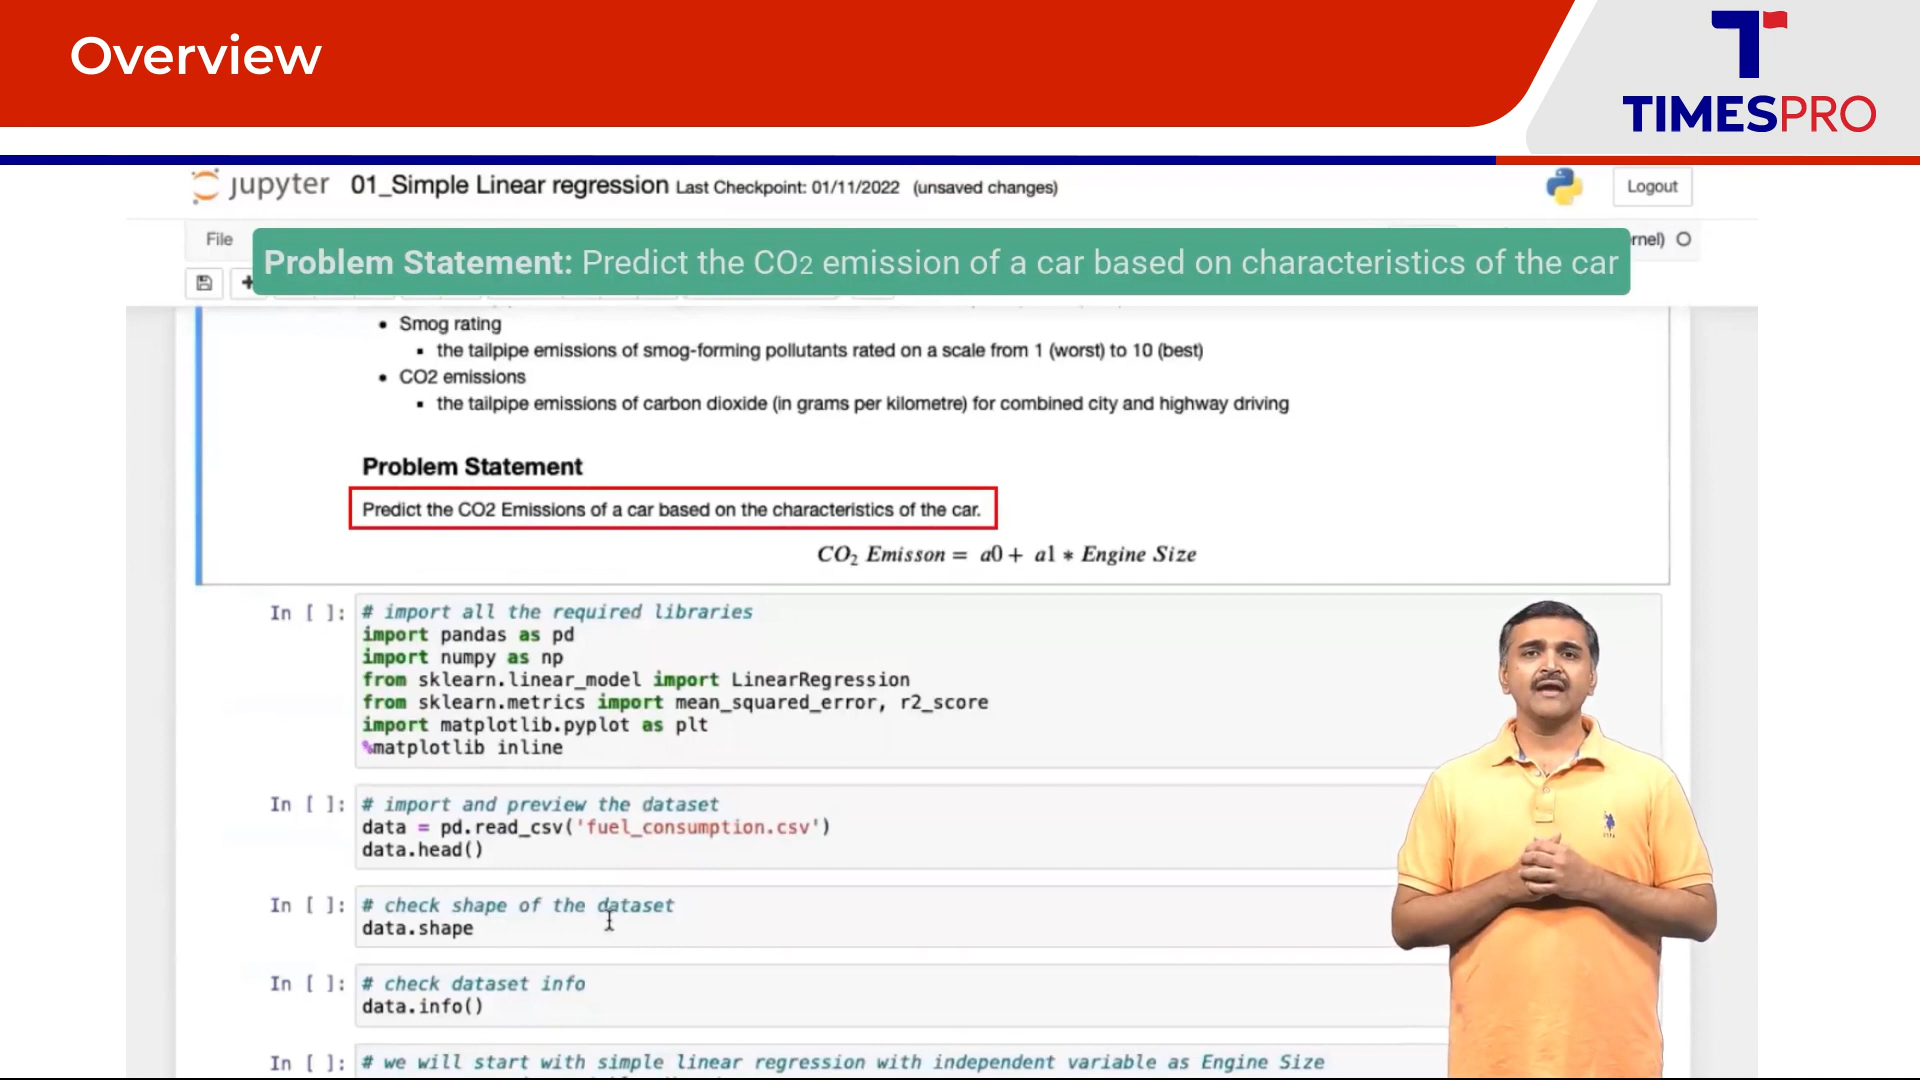 Overview
TIMESPRO
jupyter 01_Simple Linear regression Last Checkpoint: 01/11/2022 (unsaved changes)
Logout
File
rnel)
Problem Statement: Predict the CO2 emission of a car based on characteristics of the car
• Smog rating
▪ the tailpipe emissions of smog-forming pollutants rated on a scale from 1 (worst) to 10 (best)
• CO2 emissions
▪ the tailpipe emissions of carbon dioxide (in grams per kilometre) for combined city and highway driving
Problem Statement
Predict the CO2 Emissions of a car based on the characteristics of the car.
CO₂ Emisson = a0 + a1 * Engine Size
In [ ]: # import all the required libraries
import pandas as pd
import numpy as np
from sklearn.linear_model import LinearRegression
from sklearn.metrics import mean_squared_error, r2_score
import matplotlib.pyplot as plt
%matplotlib inline
In [ ]: # import and preview the dataset
data = pd.read_csv('fuel_consumption.csv')
data.head()
In [ ]: # check shape of the dataset
data.shape
In [ ]: # check dataset info
data.info()
In [ ]: # we will start with simple linear regression with independent variable as Engine Size